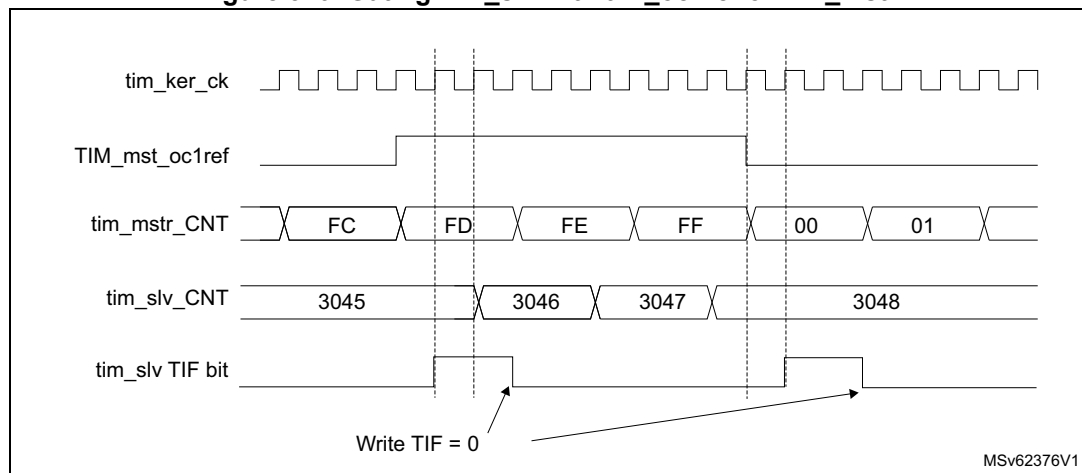 tim_ker_ck
TIM_mst_oc1ref
tim_mstr_CNT FC FD FE FF 00 01
tim_slv_CNT 3045 3046 3047 3048
tim_slv TIF bit
Write TIF = 0
MSv62376V1